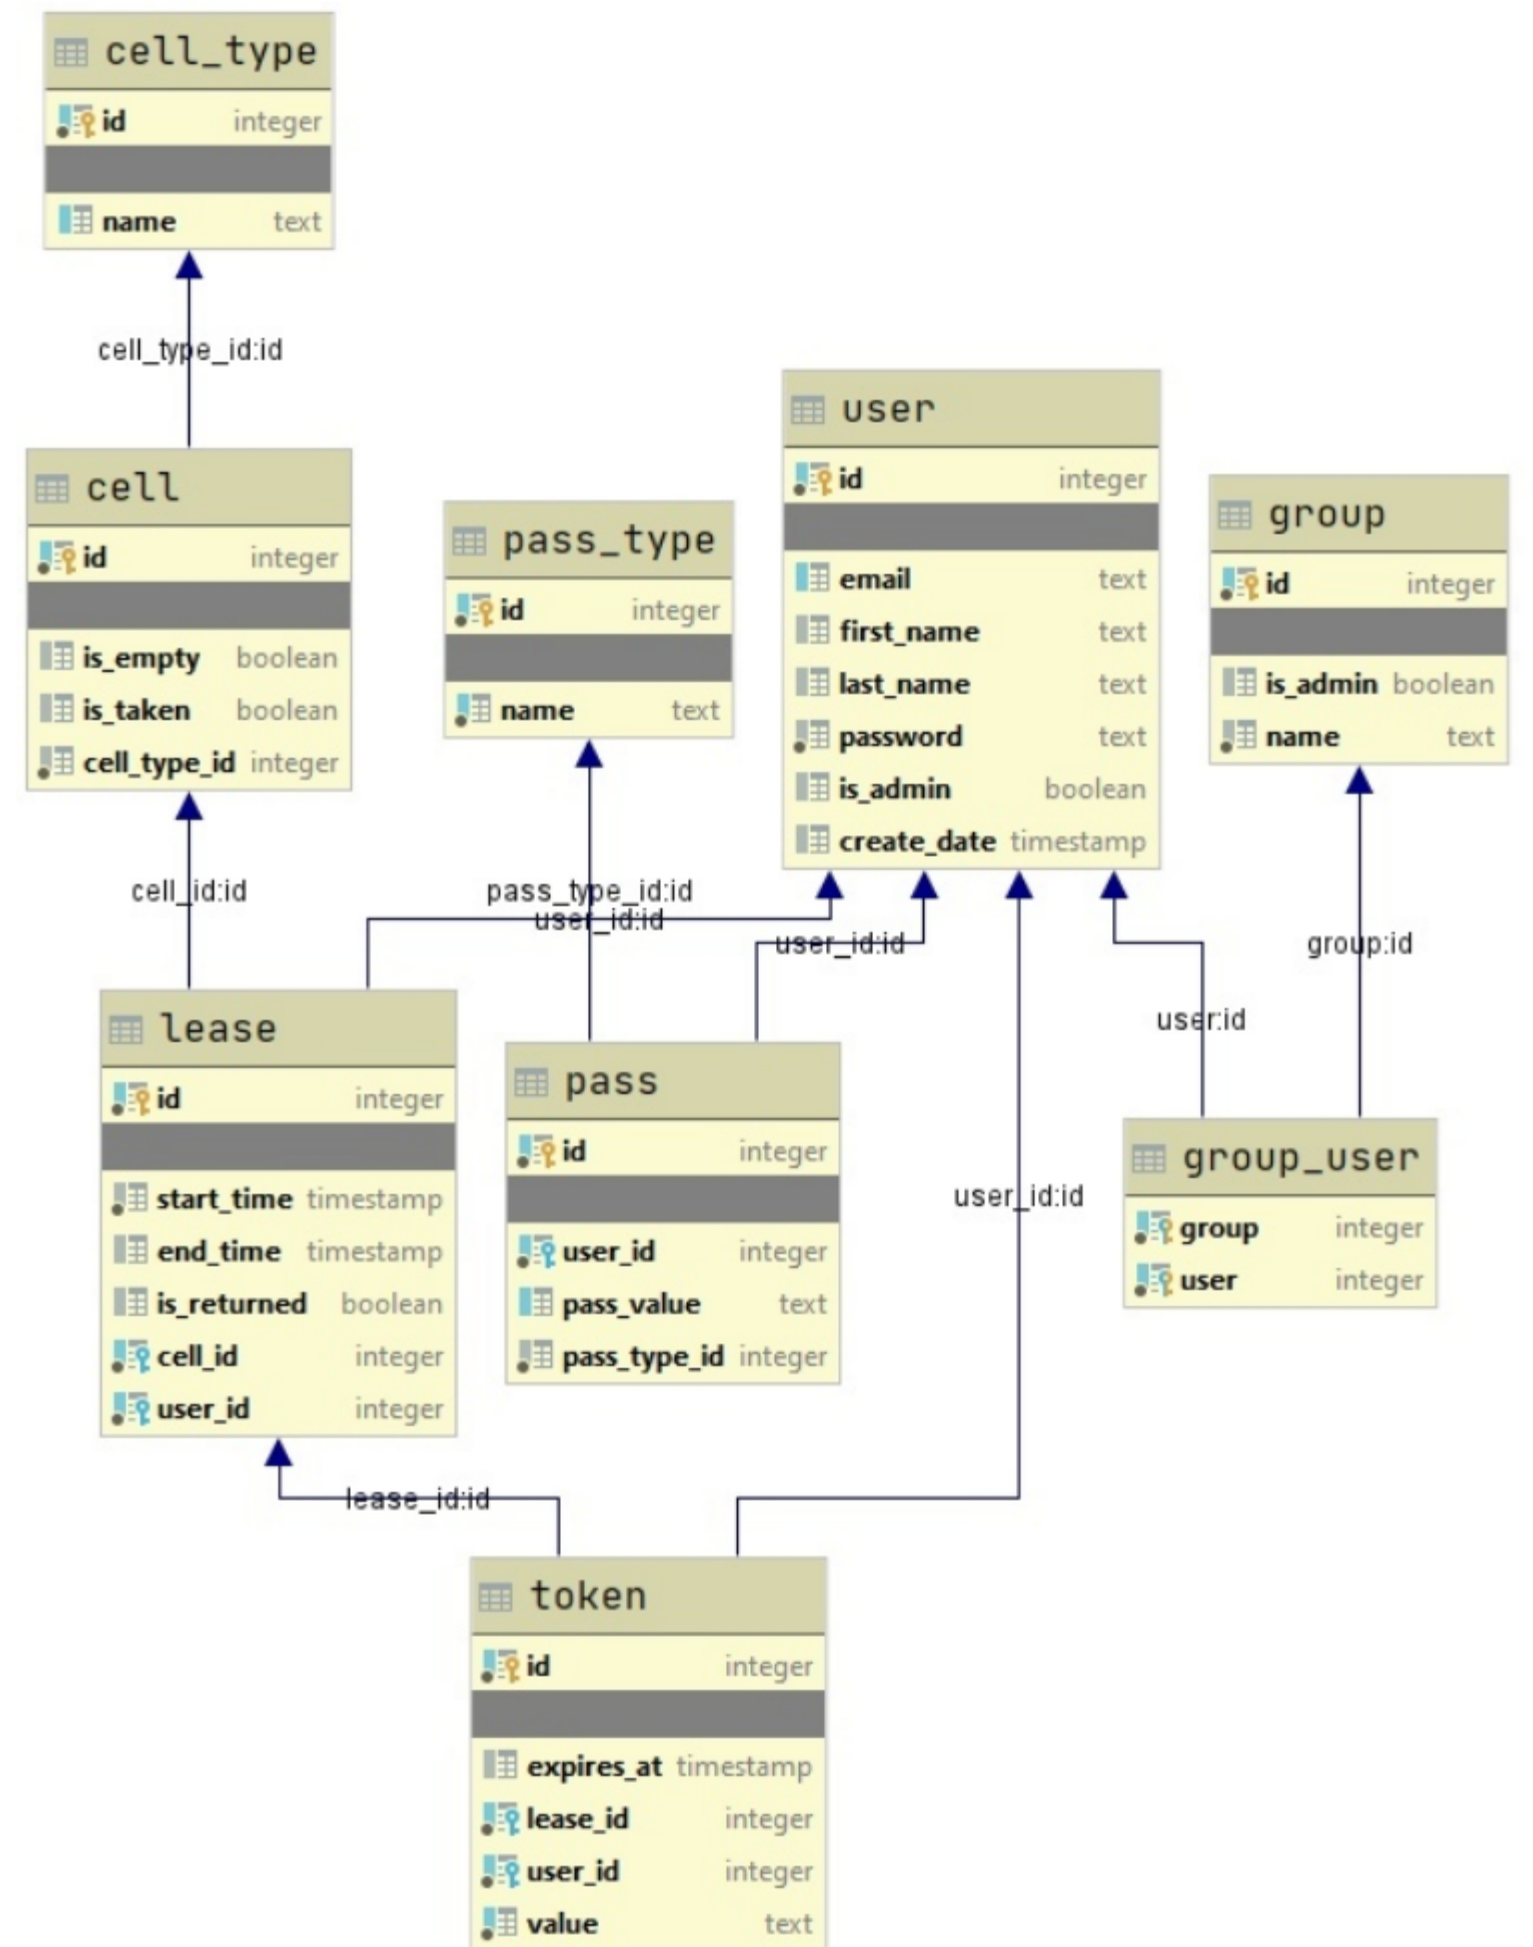 cell_type
id integer
name text
cell_type_id:id
cell
id integer
is_empty boolean
is_taken boolean
cell_type_id integer
pass_type
id integer
name text
user
id integer
email text
first_name text
last_name text
password text
is_admin boolean
create_date timestamp
group
id integer
is_admin boolean
name text
cell_id:id
pass_type_id:id
user_id:id
user_id:id
group:id
user:id
user_id:id
lease
id integer
start_time timestamp
end_time timestamp
is_returned boolean
cell_id integer
user_id integer
pass
id integer
user_id integer
pass_value text
pass_type_id integer
group_user
group integer
user integer
lease_id:id
token
id integer
expires_at timestamp
lease_id integer
user_id integer
value text